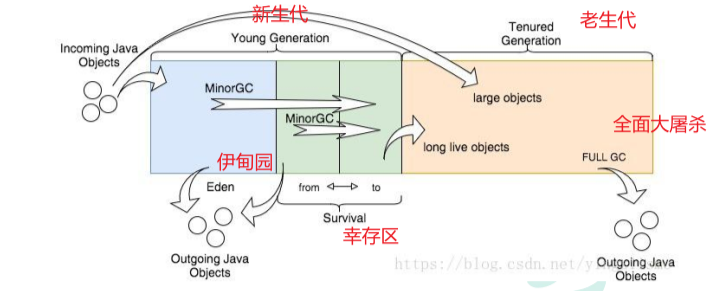 新生代
Tenured
Generation
老生代
Young Generation
Incoming Java
Objects
MinorGC
large objects
MinorGC
全面大屠杀
long live objects
伊甸园
FULL GC
Eden
from
to
Survival
幸存区
Outgoing Java
Objects
Outgoing Java
Objects
https://blog.csdn.net/yi